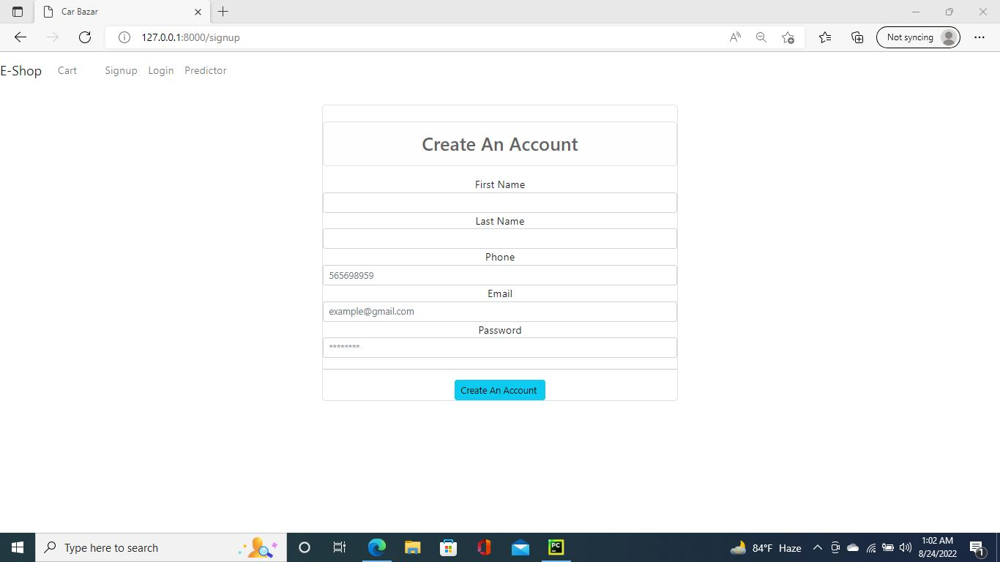 Car Bazar
127.0.0.1:8000/signup
Not syncing
E-Shop Cart Signup Login Predictor
Create An Account
First Name
Last Name
Phone
565698959
Email
example@gmail.com
Password
********
Create An Account
Type here to search
PC
84°F Haze
1:02 AM
8/24/2022
1